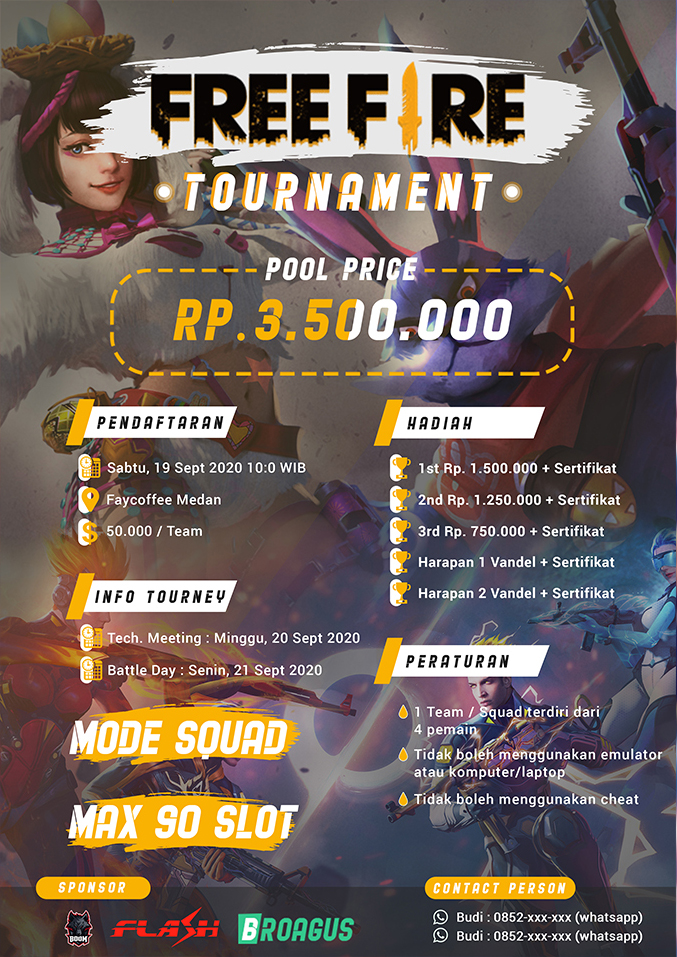 FREE FIRE
TOURNAMENT
POOL PRICE
RP.3.500.000
PENDAFTARAN
Sabtu, 19 Sept 2020 10:0 WIB
Faycoffee Medan
50.000 / Team
INFO TOURNEY
Tech. Meeting : Minggu, 20 Sept 2020
Battle Day : Senin, 21 Sept 2020
MODE SQUAD
MAX 50 SLOT
HADIAH
1st Rp. 1.500.000 + Sertifikat
2nd Rp. 1.250.000 + Sertifikat
3rd Rp. 750.000 + Sertifikat
Harapan 1 Vandel + Sertifikat
Harapan 2 Vandel + Sertifikat
PERATURAN
1 Team / Squad terdiri dari
4 pemain
Tidak boleh menggunakan emulator
atau komputer/laptop
Tidak boleh menggunakan cheat
SPONSOR
BOOM
FLASH
BROAGUS
CONTACT PERSON
Budi : 0852-xxx-xxx (whatsapp)
Budi : 0852-xxx-xxx (whatsapp)